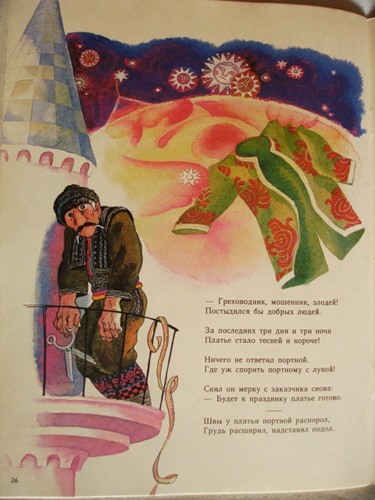 — Греховодник, мошенник, злодей!
Постыдился бы добрых людей.
За последних три дня и три ночи
Платье стало тесней и короче!
Ничего не ответил портной.
Где уж спорить портному с луной!
Снял он мерку с заказчика снова:
— Будет к празднику платье готово.
Швы у платья портной распорол,
Грудь расширил, надставил подол.
26